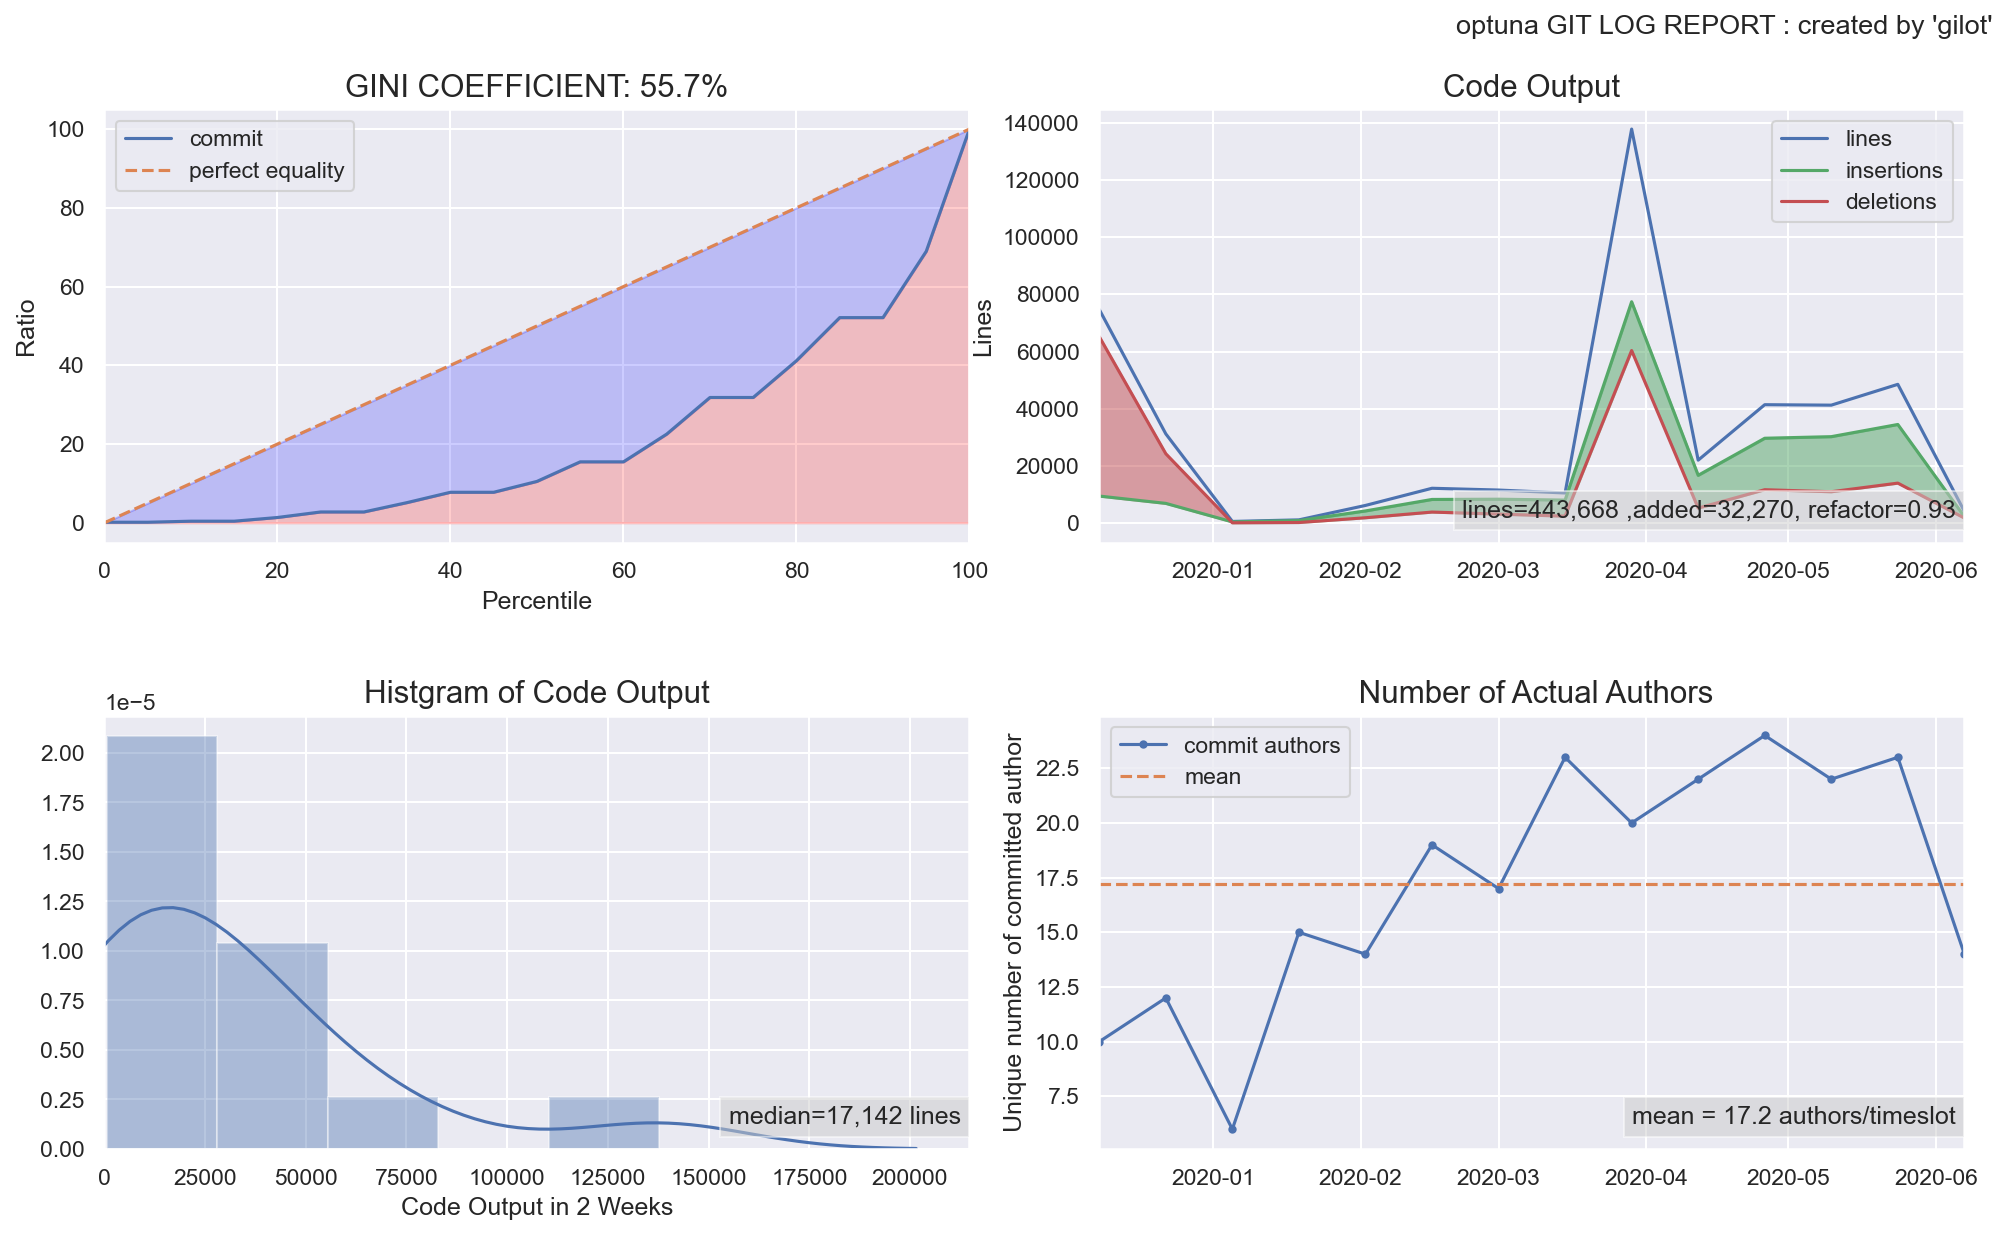 optuna GIT LOG REPORT : created by 'gilot'
GINI COEFFICIENT: 55.7%
commit
perfect equality
100
80
60
40
20
0
Ratio
0 20 40 60 80 100
Percentile
Code Output
lines
insertions
deletions
140000
120000
100000
80000
60000
40000
20000
0
Lines
lines=443,668 ,added=32,270, refactor=0.93
2020-01 2020-02 2020-03 2020-04 2020-05 2020-06
Histgram of Code Output
1e−5
2.00
1.75
1.50
1.25
1.00
0.75
0.50
0.25
0.00
median=17,142 lines
0 25000 50000 75000 100000 125000 150000 175000 200000
Code Output in 2 Weeks
Number of Actual Authors
commit authors
mean
22.5
20.0
17.5
15.0
12.5
10.0
7.5
Unique number of committed author
mean = 17.2 authors/timeslot
2020-01 2020-02 2020-03 2020-04 2020-05 2020-06